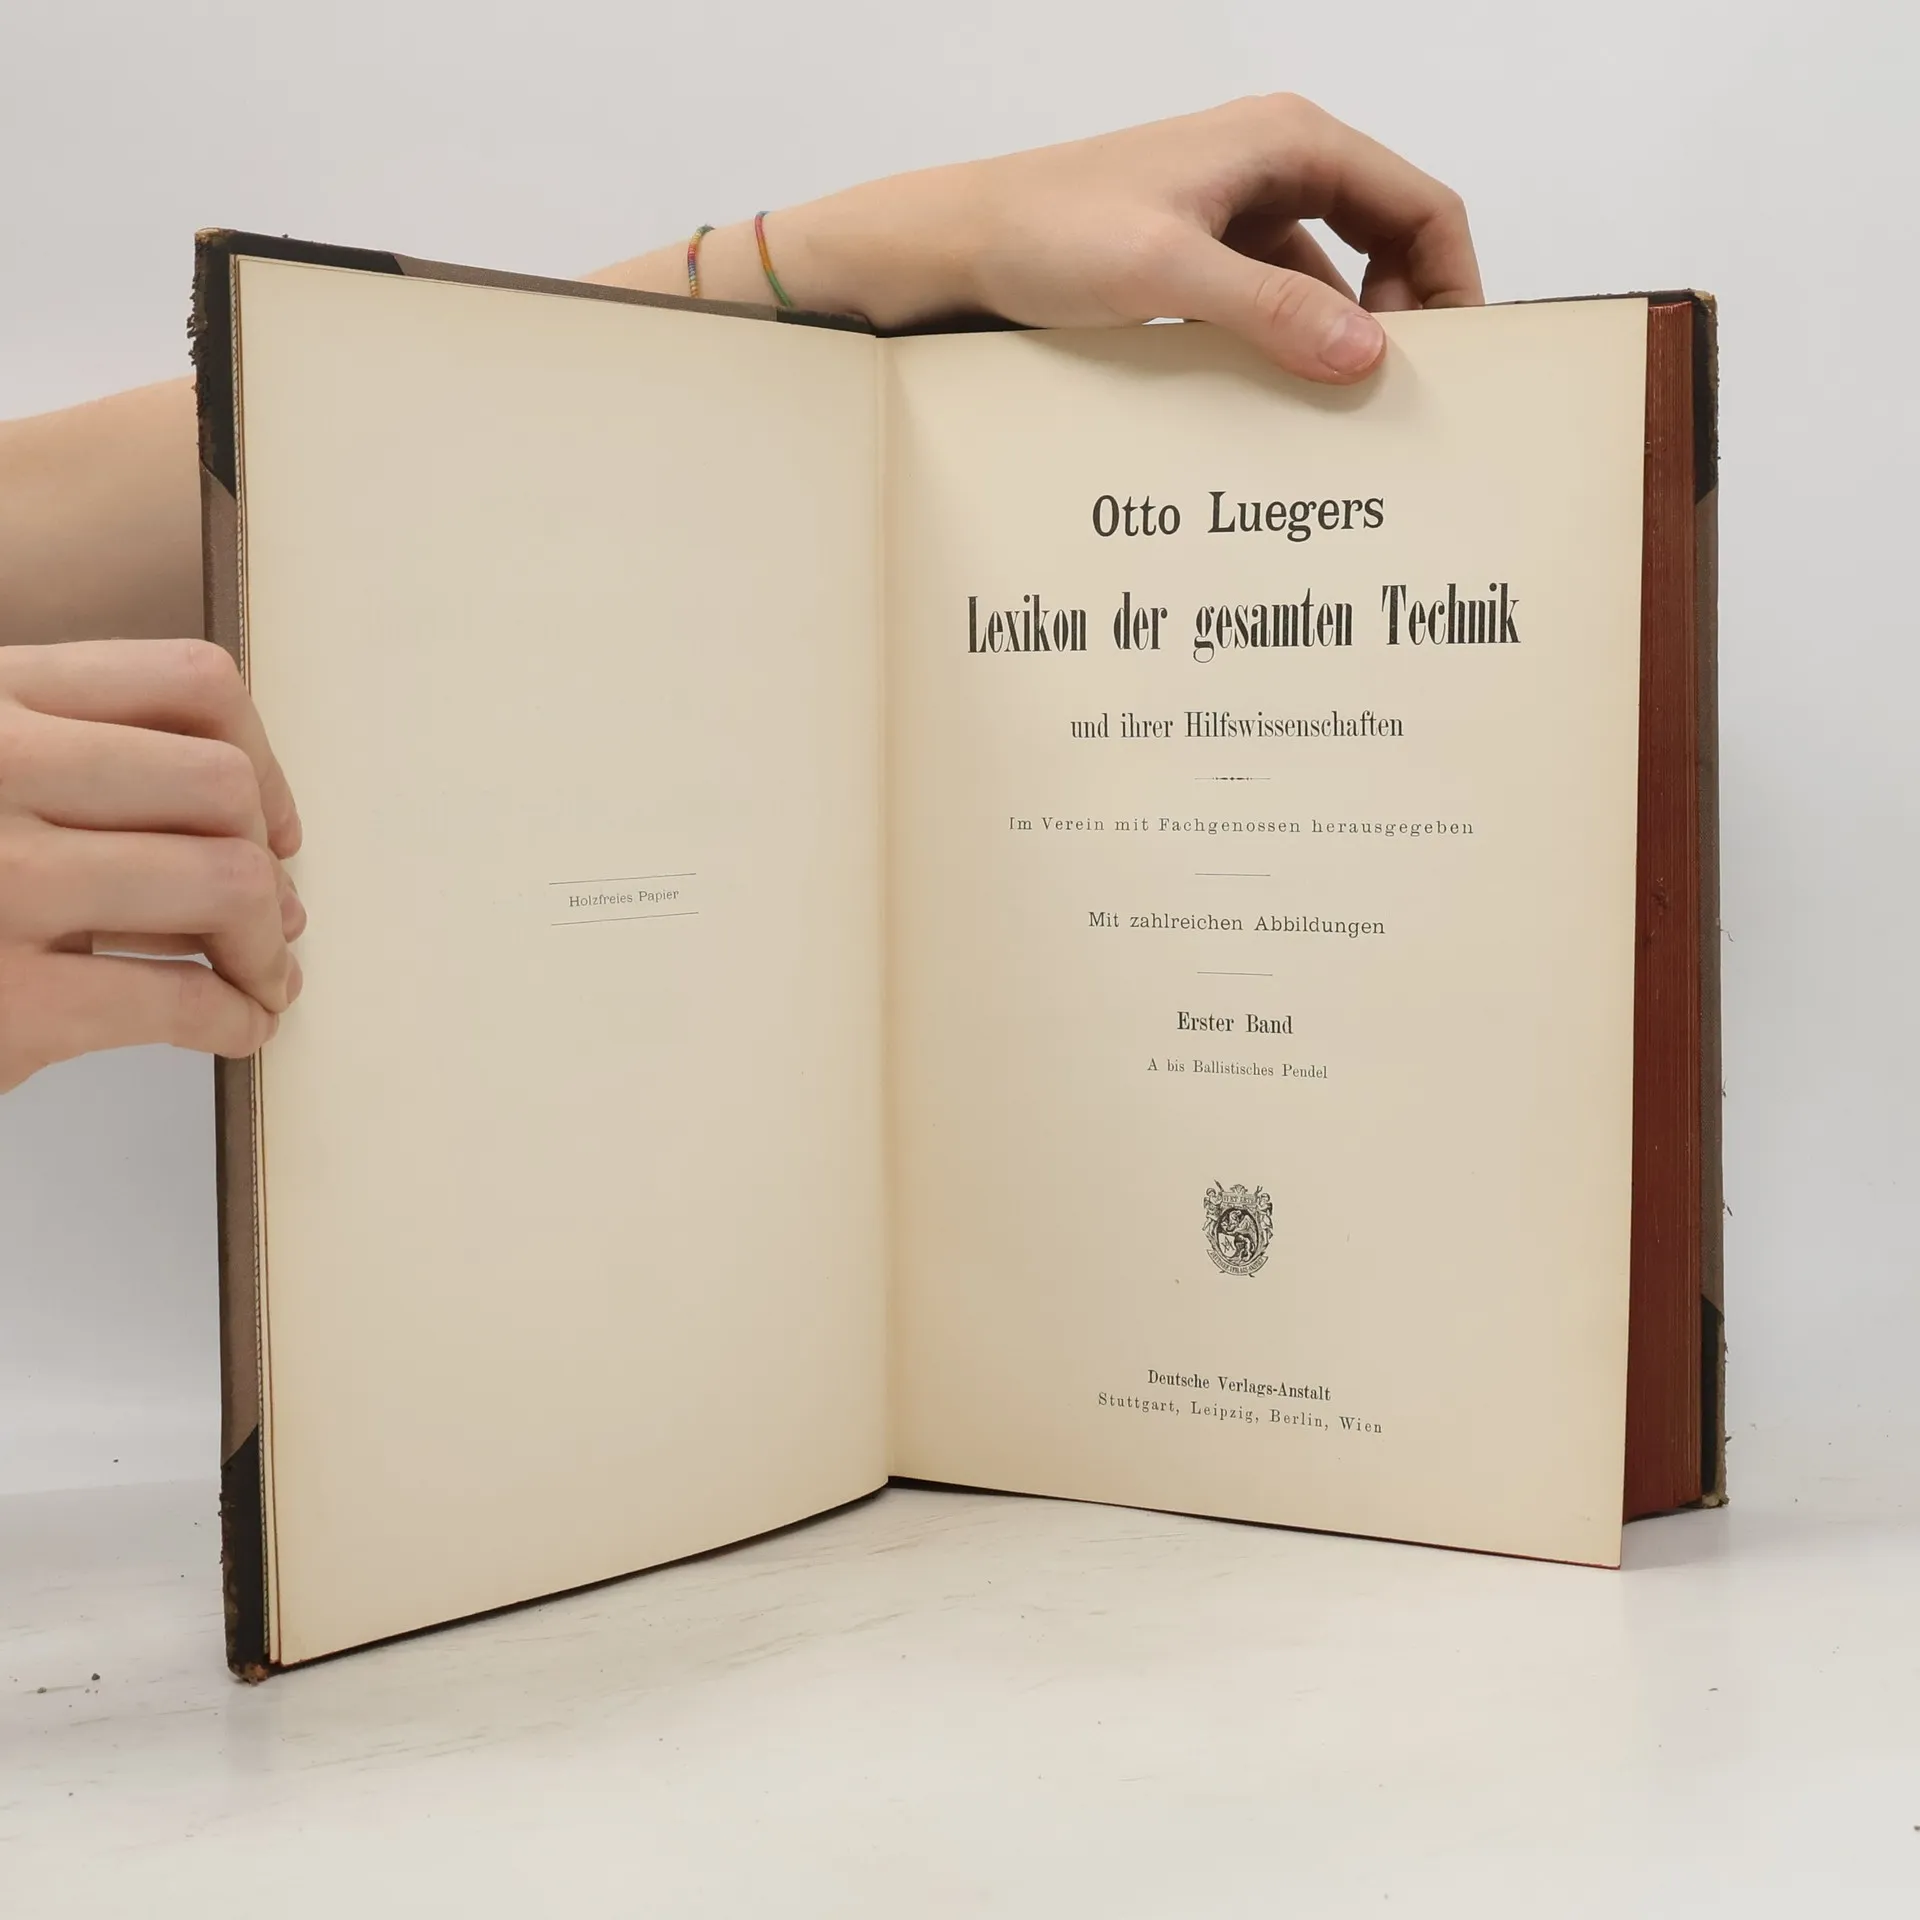 Holzfreies Papier
Otto Luegers
Lexikon der gesamten Technik
und ihrer Hilfswissenschaften
Im Verein mit Fachgenossen herausgegeben
Mit zahlreichen Abbildungen
Erster Band
A bis Ballistisches Pendel
Deutsche Verlags-Anstalt
Stuttgart, Leipzig, Berlin, Wien